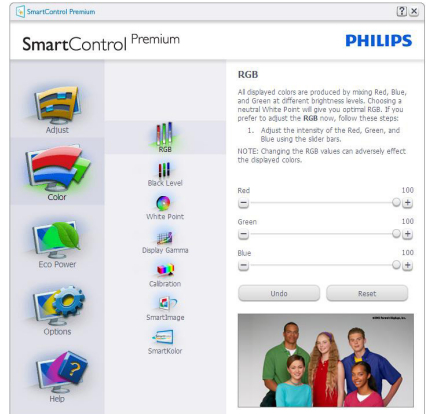 SmartControl Premium
SmartControl Premium
PHILIPS
Adjust
Color
Eco Power
Options
Help
RGB
Black Level
White Point
Display Gamma
Calibration
SmartImage
SmartKolor
RGB
All displayed colors are produced by mixing Red, Blue,
and Green at different brightness levels. Choosing a
neutral White Point will give you optimal RGB. If you
prefer to adjust the RGB now, follow these steps:
1. Adjust the intensity of the Red, Green, and
Blue using the slider bars.
NOTE: Changing the RGB values can adversely effect
the displayed colors.
Red 100
Green 100
Blue 100
Undo Reset